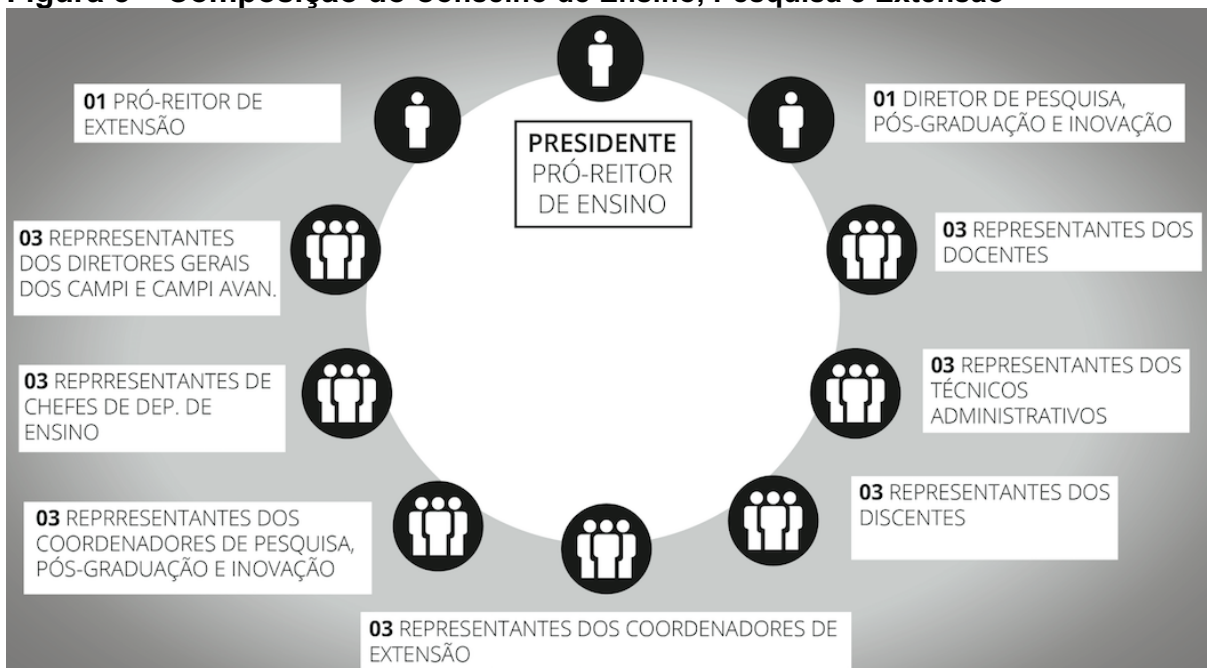 Figura 3 – Composição do Conselho de Ensino, Pesquisa e Extensão
PRESIDENTE
PRÓ-REITOR
DE ENSINO
01 PRÓ-REITOR DE
EXTENSÃO
01 DIRETOR DE PESQUISA,
PÓS-GRADUAÇÃO E INOVAÇÃO
03 REPRRESENTANTES
DOS DIRETORES GERAIS
DOS CAMPI E CAMPI AVAN.
03 REPRESENTANTES DOS
DOCENTES
03 REPRRESENTANTES DE
CHEFES DE DEP. DE
ENSINO
03 REPRESENTANTES DOS
TÉCNICOS
ADMINISTRATIVOS
03 REPRRESENTANTES DOS
COORDENADORES DE PESQUISA,
PÓS-GRADUAÇÃO E INOVAÇÃO
03 REPRESENTANTES DOS
DISCENTES
03 REPRESENTANTES DOS COORDENADORES DE
EXTENSÃO